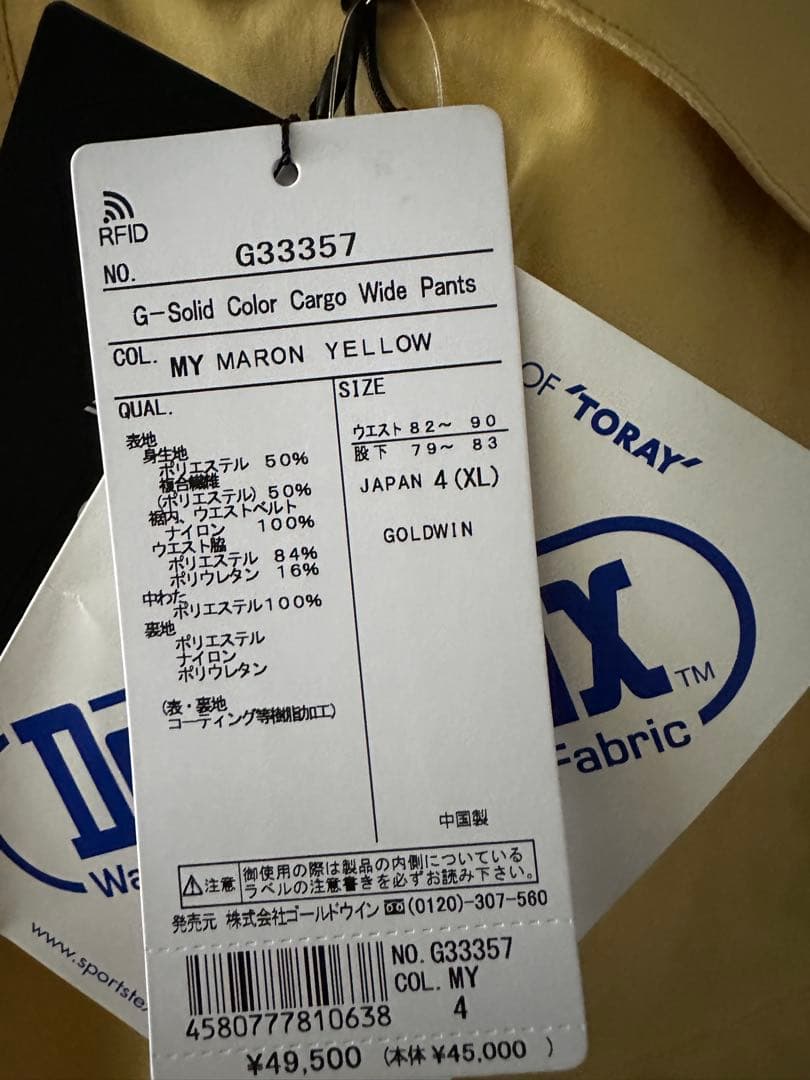 RFID
NO. G33357
G-Solid Color Cargo Wide Pants
COL. MY MARON YELLOW
QUAL.
表地
身生地
ポリエステル 50%
複合繊維
(ポリエステル) 50%
裾内、ウエストベルト
ナイロン 100%
ウエスト脇
ポリエステル 84%
ポリウレタン 16%
中わた
ポリエステル100%
裏地
ポリエステル
ナイロン
ポリウレタン
(表・裏地
コーティング等樹脂加工)
SIZE
ウエスト 82～ 90
股下 79～ 83
JAPAN 4(XL)
GOLDWIN
中国製
注意 御使用の際は製品の内側についている
ラベルの注意書きを必ずお読み下さい。
発売元 株式会社ゴールドウイン (0120)-307-560
NO. G33357
COL. MY
4
4580777810638
¥49,500 (本体 ¥45,000 )
OF 'TORAY'
TM
Fabric